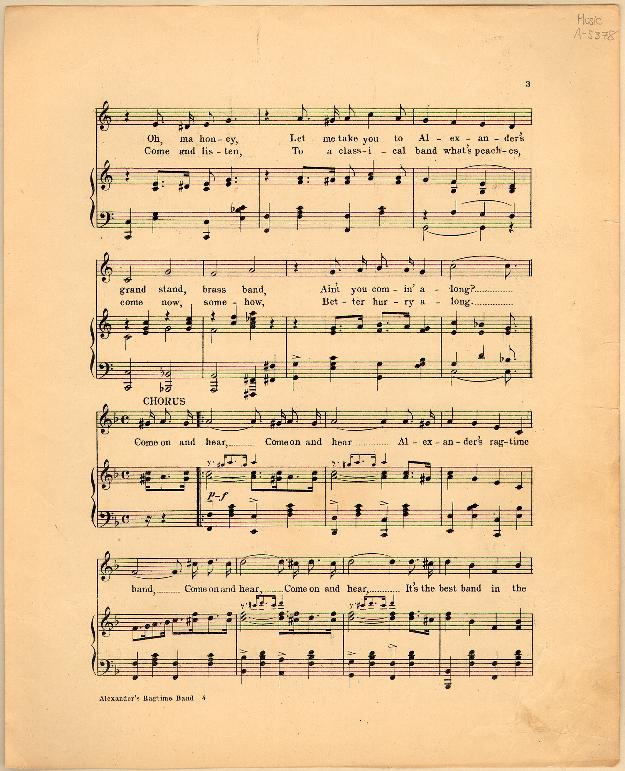 Music
A-5378
3
Oh, ma hon-ey, Let me take you to Al-ex-an-der's
Come and lis-ten, To a class-i-cal band what's peach-es,
grand stand, brass band, Ain't you com-in' a-long?............
come now, some-how, Bet-ter hur-ry a-long.............
CHORUS
Come on and hear,........ Come on and hear .......... Al-ex-an-der's rag-time
p-f
band,........ Come on and hear,....... Come on and hear,.......... It's the best band in the
Alexander's Ragtime Band 4